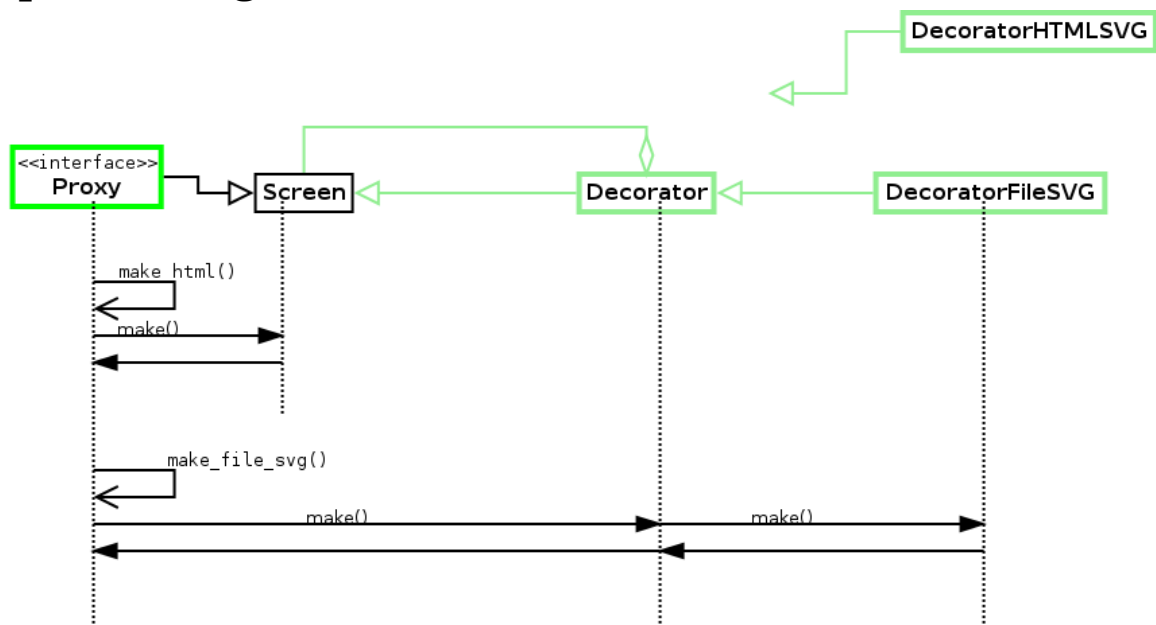 DecoratorHTMLSVG
<<interface>>
Proxy
Screen
Decorator
DecoratorFileSVG
make_html()
make()
make_file_svg()
make()
make()